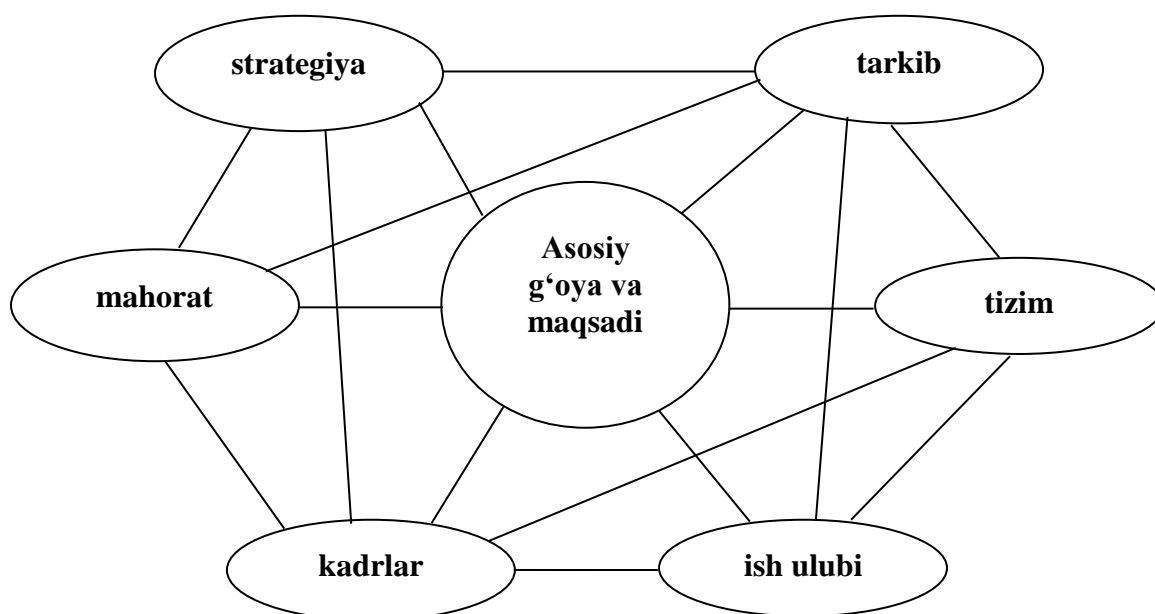 strategiya
tarkib
Asosiy
g‘oya va
maqsadi
mahorat
tizim
kadrlar
ish ulubi